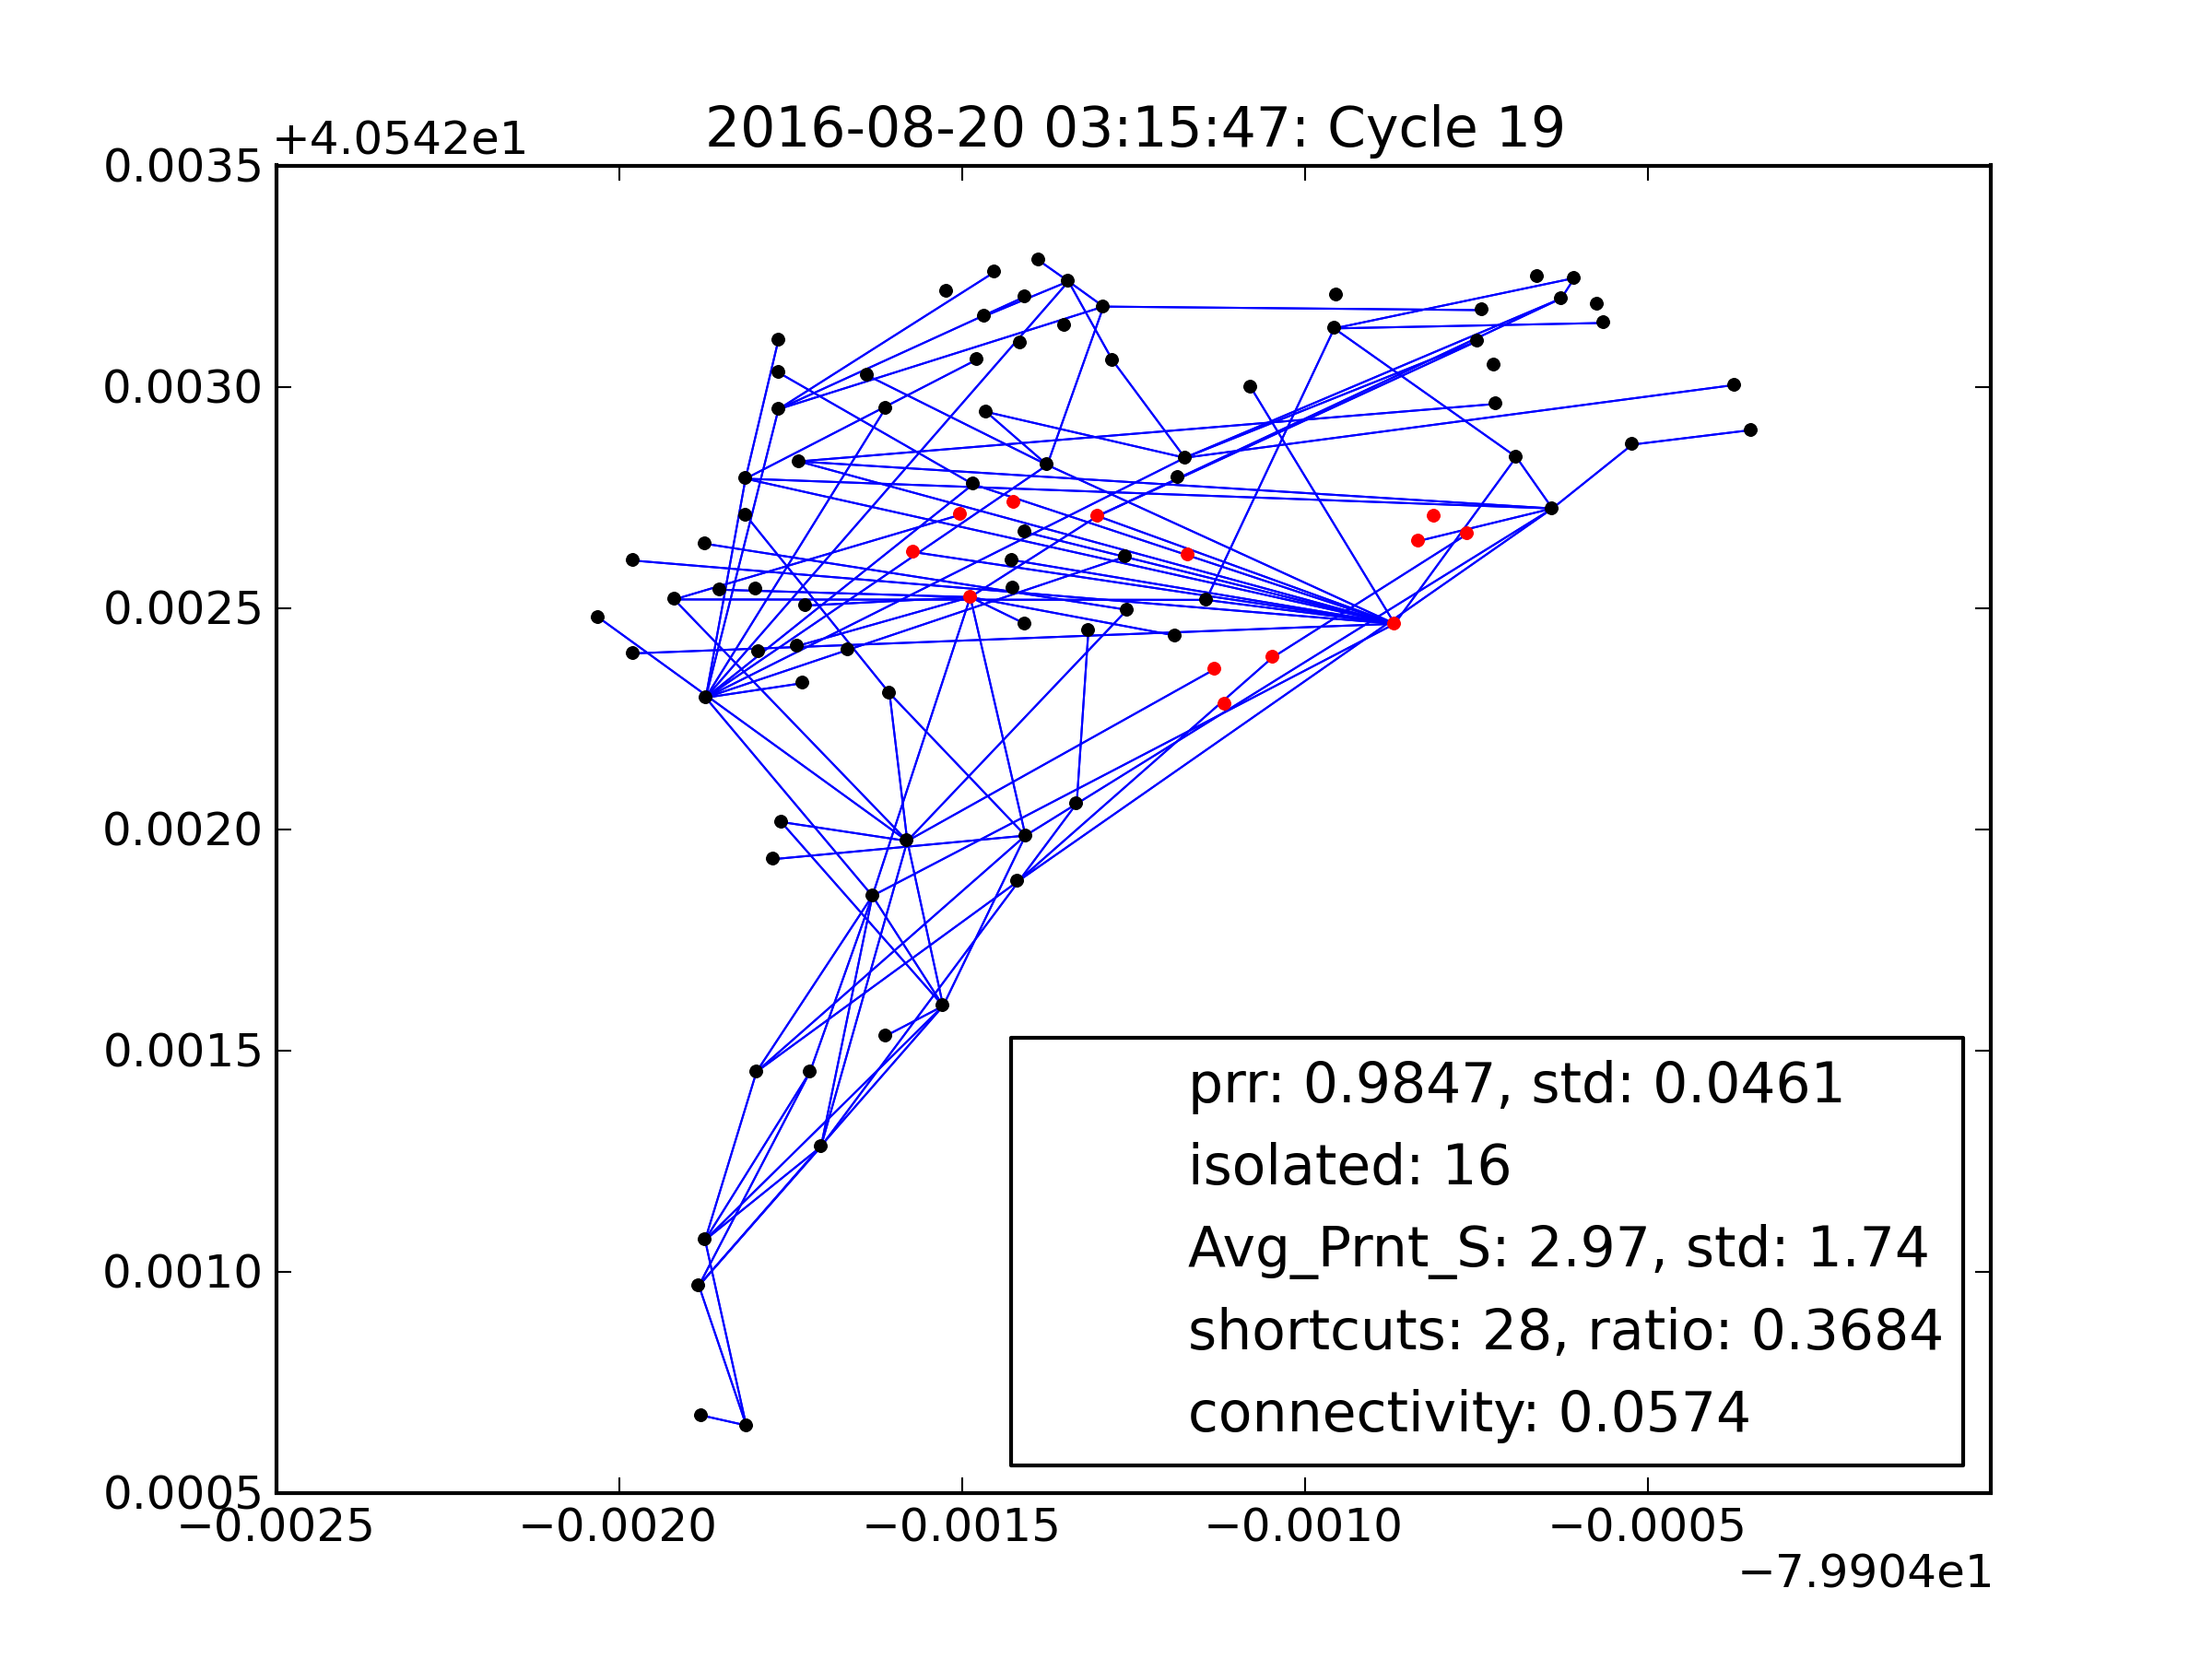 2016-08-20 03:15:47: Cycle 19
+4.0542e1
0.0035
0.0030
0.0025
0.0020
0.0015
0.0010
0.0005
prr: 0.9847, std: 0.0461
isolated: 16
Avg_Prnt_S: 2.97, std: 1.74
shortcuts: 28, ratio: 0.3684
connectivity: 0.0574
−0.0025 −0.0020 −0.0015 −0.0010 −0.0005
−7.9904e1